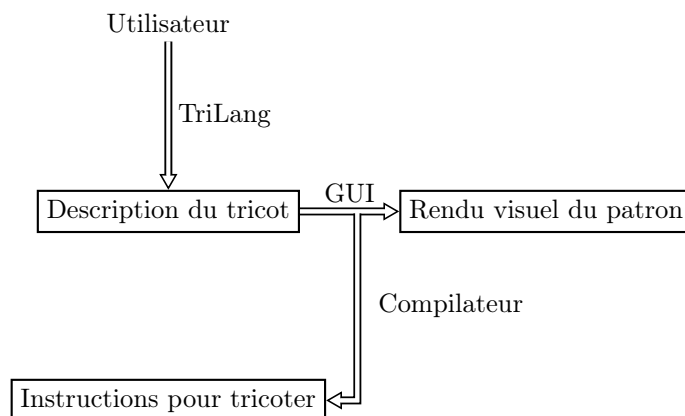 Utilisateur
TriLang
GUI
Description du tricot
Rendu visuel du patron
Compilateur
Instructions pour tricoter